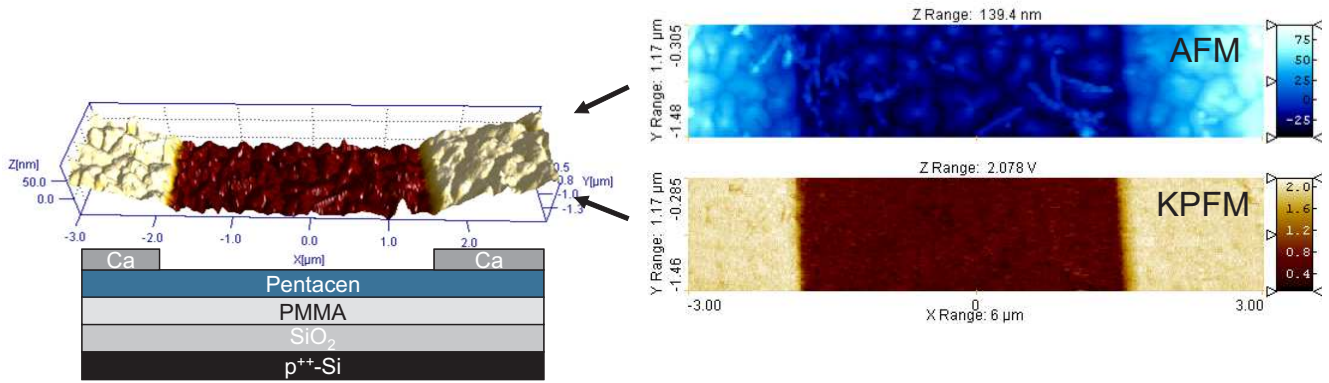 Z[nm]
50.0
0.0
-3.0
-2.0
-1.0
0.0
1.0
2.0
X[µm]
0.5
0.8
-1.0
-1.3
Y[µm]
Ca
Ca
Pentacen
PMMA
SiO2
p++-Si
Z Range: 139.4 nm
Y Range: 1.17 µm
-0.305
-1.48
AFM
75
50
25
0
-25
Z Range: 2.078 V
Y Range: 1.17 µm
-0.285
-1.46
KPFM
2.0
1.6
1.2
0.8
0.4
-3.00
0
3.00
X Range: 6 µm